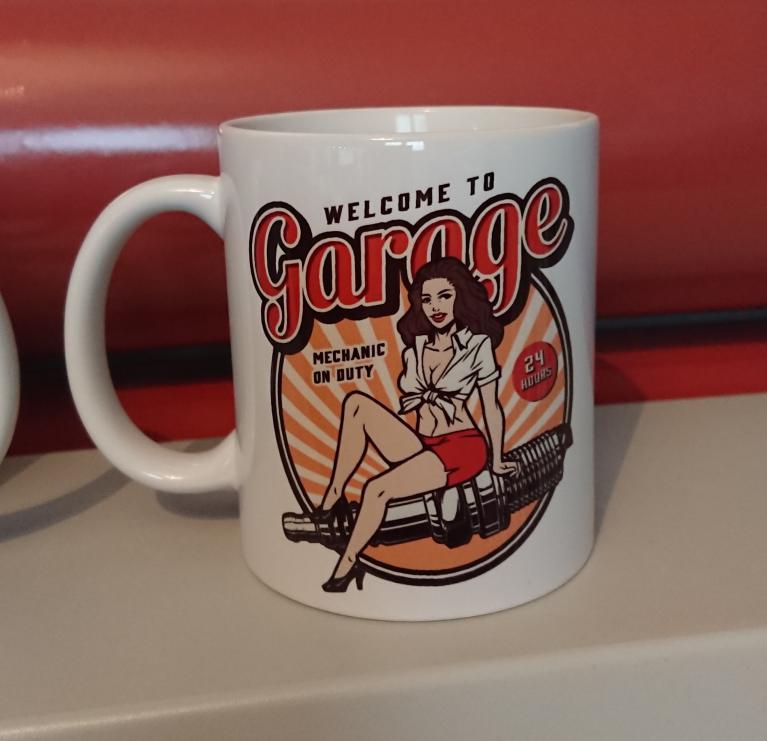 WELCOME TO
Garage
MECHANIC
ON DUTY
24
HOURS